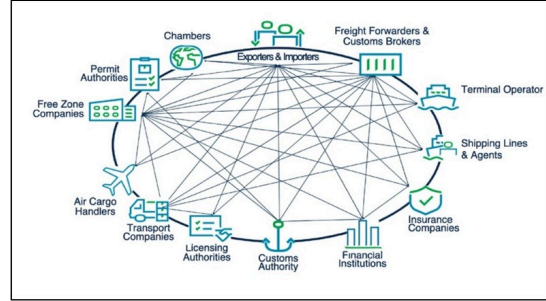 Chambers
Exporters & Importers
Freight Forwarders &
Customs Brokers
Permit
Authorities
Terminal Operator
Free Zone
Companies
Shipping Lines
& Agents
Air Cargo
Handlers
Transport
Companies
Licensing
Authorities
Customs
Authority
Financial
Institutions
Insurance
Companies